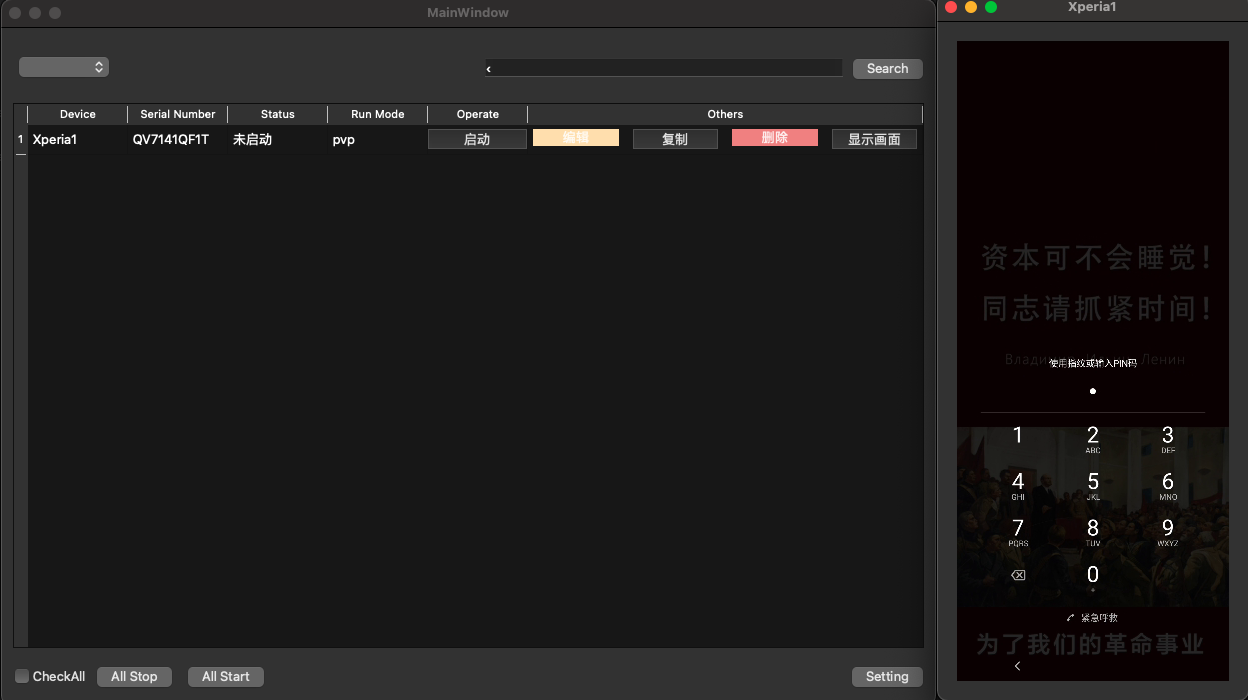 MainWindow
Search
Device Serial Number Status Run Mode Operate Others
1 Xperia1 QV7141QF1T 未启动 pvp 启动 编辑 复制 删除 显示画面
CheckAll All Stop All Start Setting
Xperia1
资本可不会睡觉!
同志请抓紧时间!
Ленин
使用指纹或输入PIN码
1 2 3
ABC DEF
4 5 6
GHI JKL MNO
7 8 9
PQRS TUV WXYZ
0
+
紧急呼救
为了我们的革命事业